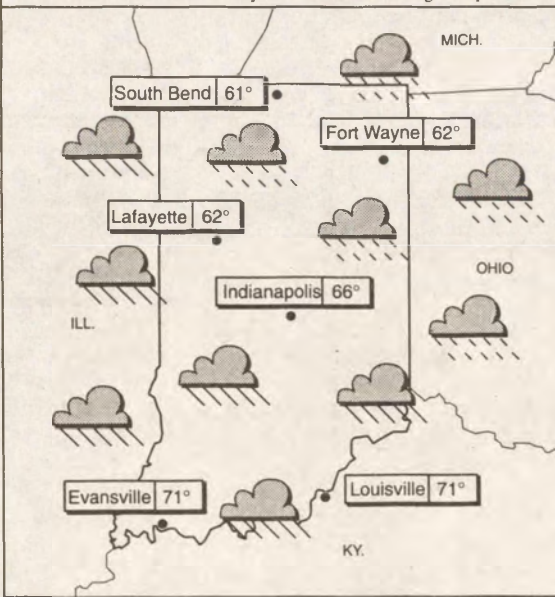 MICH.
South Bend 61°
Fort Wayne 62°
Lafayette 62°
OHIO
Indianapolis 66°
ILL.
Evansville 71°
Louisville 71°
KY.